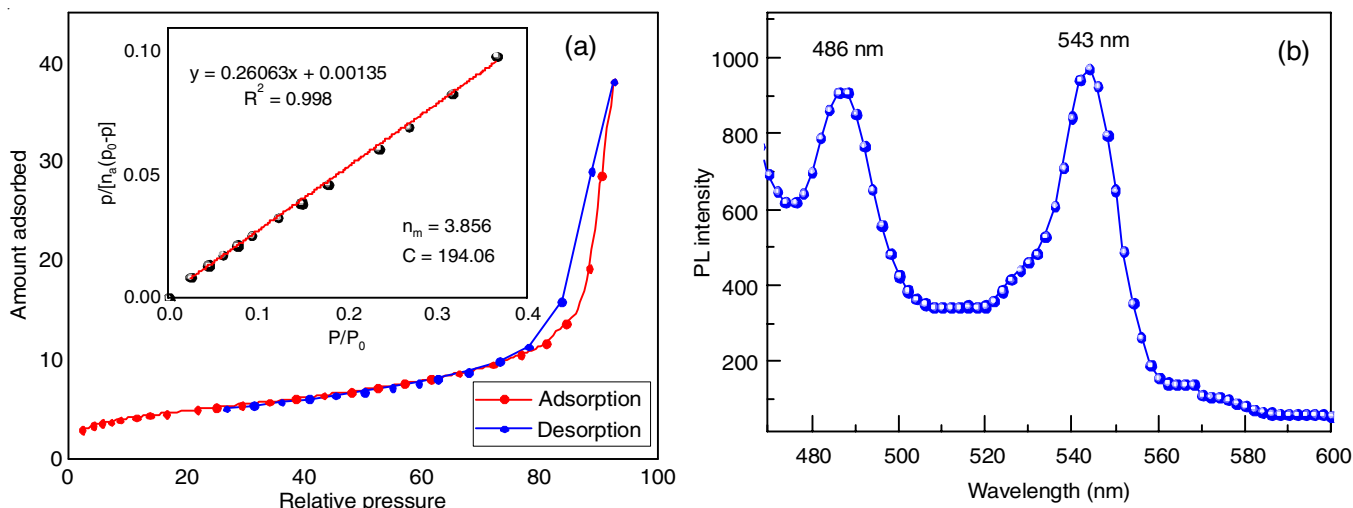 (a)
40
30
20
10
0
Amount adsorbed
0 20 40 60 80 100
Relative pressure
Adsorption
Desorption
0.10
0.05
0.00
p/[nₐ(p₀-p]
y = 0.26063x + 0.00135
R² = 0.998
nₘ = 3.856
C = 194.06
0.0 0.1 0.2 0.3 0.4
P/P₀
(b)
486 nm
543 nm
1000
800
600
400
200
PL intensity
480 500 520 540 560 580 600
Wavelength (nm)